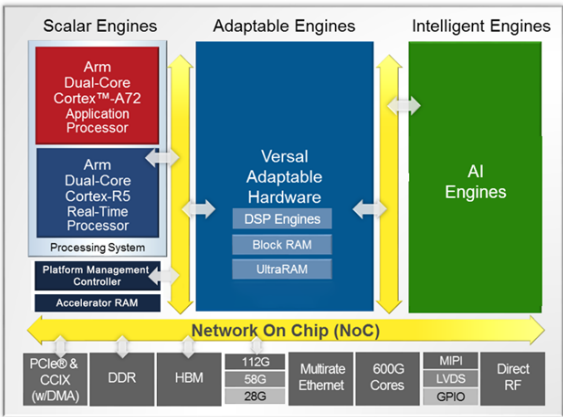 Scalar Engines
Adaptable Engines
Intelligent Engines
Arm
Dual-Core
Cortex™-A72
Application
Processor
Arm
Dual-Core
Cortex-R5
Real-Time
Processor
Processing System
Platform Management
Controller
Accelerator RAM
Versal
Adaptable
Hardware
DSP Engines
Block RAM
UltraRAM
AI
Engines
Network On Chip (NoC)
PCIe® &
CCIX
(w/DMA)
DDR
HBM
112G
58G
28G
Multirate
Ethernet
600G
Cores
MIPI
LVDS
GPIO
Direct
RF